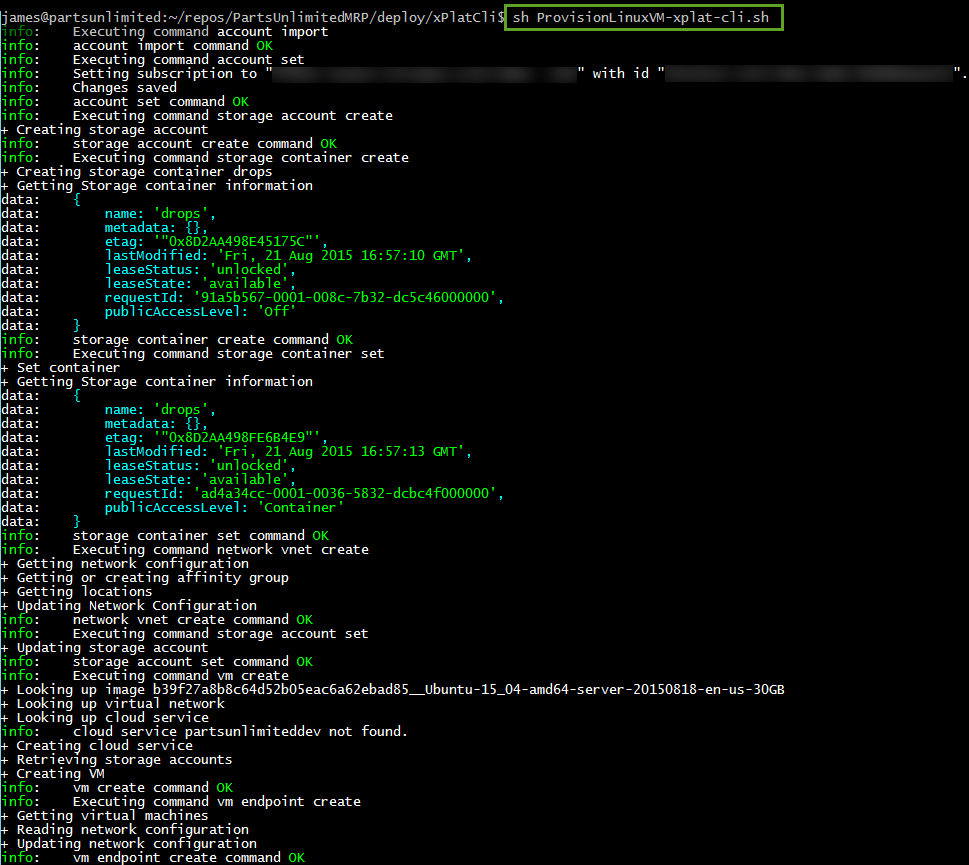 james@partsunlimited:~/repos/PartsUnlimitedMRP/deploy/xPlatCli$ sh ProvisionLinuxVM-xplat-cli.sh
info:    Executing command account import
info:    account import command OK
info:    Executing command account set
info:    Setting subscription to "" with id "".
info:    Changes saved
info:    account set command OK
info:    Executing command storage account create
+ Creating storage account
info:    storage account create command OK
info:    Executing command storage container create
+ Creating storage container drops
+ Getting Storage container information
data:    {
data:        name: 'drops',
data:        metadata: {},
data:        etag: '"0x8D2AA498E45175C"',
data:        lastModified: 'Fri, 21 Aug 2015 16:57:10 GMT',
data:        leaseStatus: 'unlocked',
data:        leaseState: 'available',
data:        requestId: '91a5b567-0001-008c-7b32-dc5c46000000',
data:        publicAccessLevel: 'Off'
data:    }
info:    storage container create command OK
info:    Executing command storage container set
+ Set container
+ Getting Storage container information
data:    {
data:        name: 'drops',
data:        metadata: {},
data:        etag: '"0x8D2AA498FE6B4E9"',
data:        lastModified: 'Fri, 21 Aug 2015 16:57:13 GMT',
data:        leaseStatus: 'unlocked',
data:        leaseState: 'available',
data:        requestId: 'ad4a34cc-0001-0036-5832-dcbc4f000000',
data:        publicAccessLevel: 'Container'
data:    }
info:    storage container set command OK
info:    Executing command network vnet create
+ Getting network configuration
+ Getting or creating affinity group
+ Getting locations
+ Updating Network Configuration
info:    network vnet create command OK
info:    Executing command storage account set
+ Updating storage account
info:    storage account set command OK
info:    Executing command vm create
+ Looking up image b39f27a8b8c64d52b05eac6a62ebad85__Ubuntu-15_04-amd64-server-20150818-en-us-30GB
+ Looking up virtual network
+ Looking up cloud service
info:    cloud service partsunlimiteddev not found.
+ Creating cloud service
+ Retrieving storage accounts
+ Creating VM
info:    vm create command OK
info:    Executing command vm endpoint create
+ Getting virtual machines
+ Reading network configuration
+ Updating network configuration
info:    vm endpoint create command OK